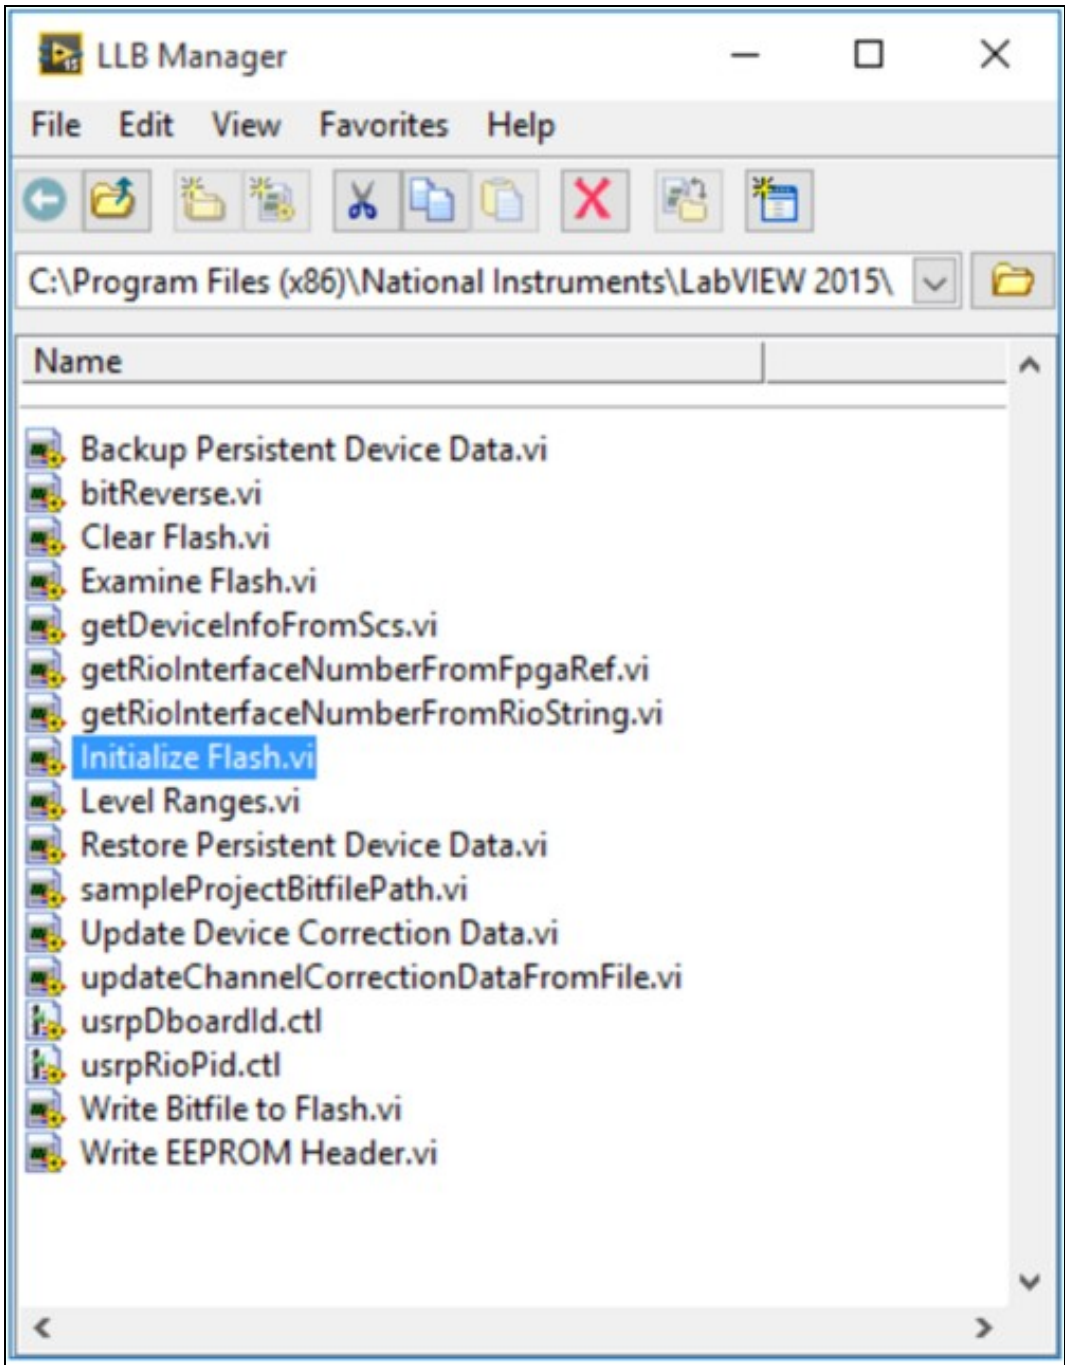 LLB Manager
File Edit View Favorites Help
C:\Program Files (x86)\National Instruments\LabVIEW 2015\
Name
Backup Persistent Device Data.vi
bitReverse.vi
Clear Flash.vi
Examine Flash.vi
getDeviceInfoFromScs.vi
getRioInterfaceNumberFromFpgaRef.vi
getRioInterfaceNumberFromRioString.vi
Initialize Flash.vi
Level Ranges.vi
Restore Persistent Device Data.vi
sampleProjectBitfilePath.vi
Update Device Correction Data.vi
updateChannelCorrectionDataFromFile.vi
usrpDboardId.ctl
usrpRioPid.ctl
Write Bitfile to Flash.vi
Write EEPROM Header.vi